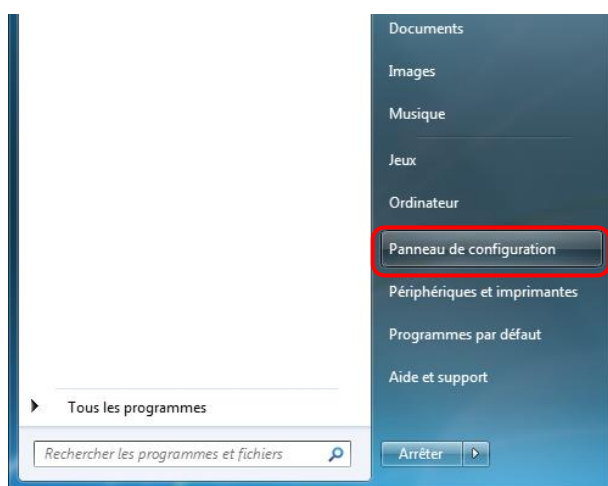 Documents
Images
Musique
Jeux
Ordinateur
Panneau de configuration
Périphériques et imprimantes
Programmes par défaut
Aide et support
Tous les programmes
Rechercher les programmes et fichiers
Arrêter